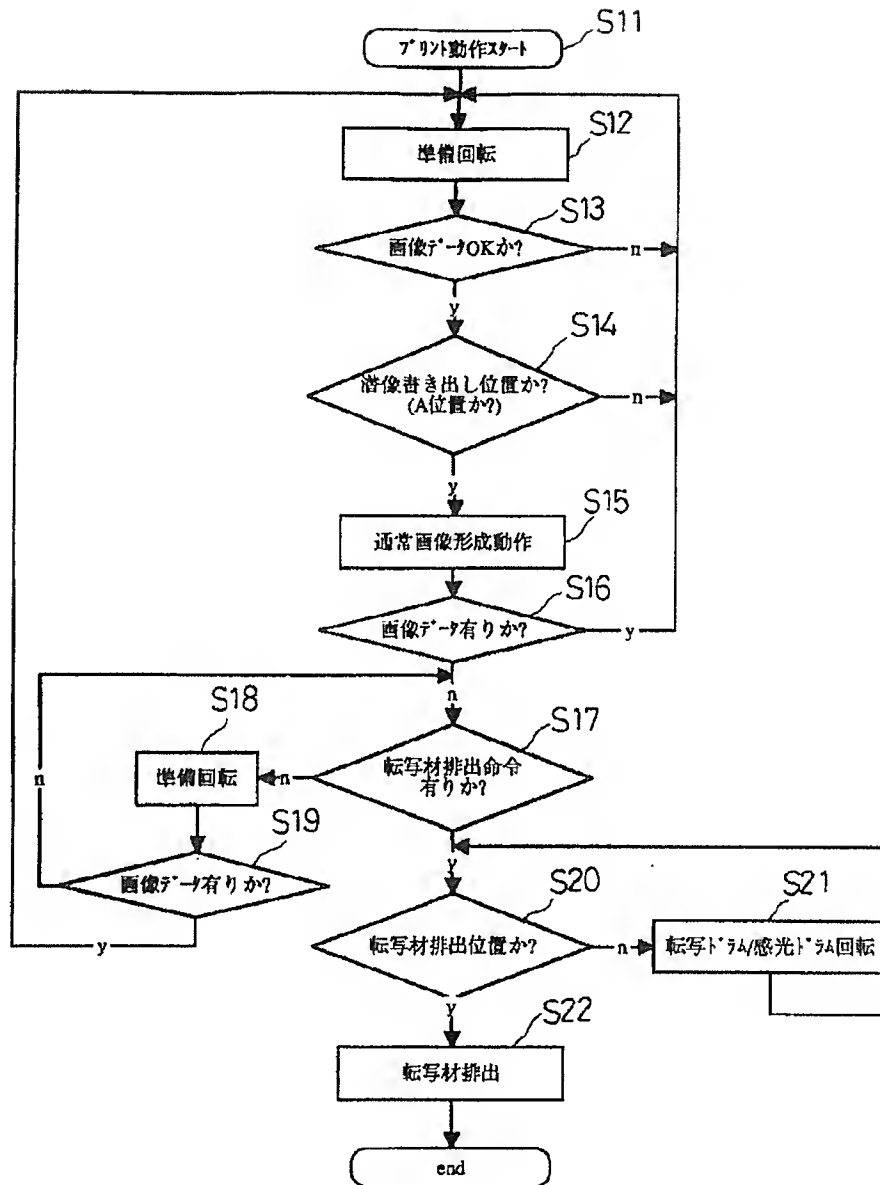 S11
プリント動作スタート
S12
準備回転
S13
画像データOKか?
n
y
S14
潜像書き出し位置か?
(A位置か?)
n
y
S15
通常画像形成動作
S16
画像データ有りか?
y
n
S17
転写材排出命令
有りか?
n
S18
準備回転
n
S19
画像データ有りか?
y
y
S20
転写材排出位置か?
n
S21
転写ドラム/感光ドラム回転
y
S22
転写材排出
end